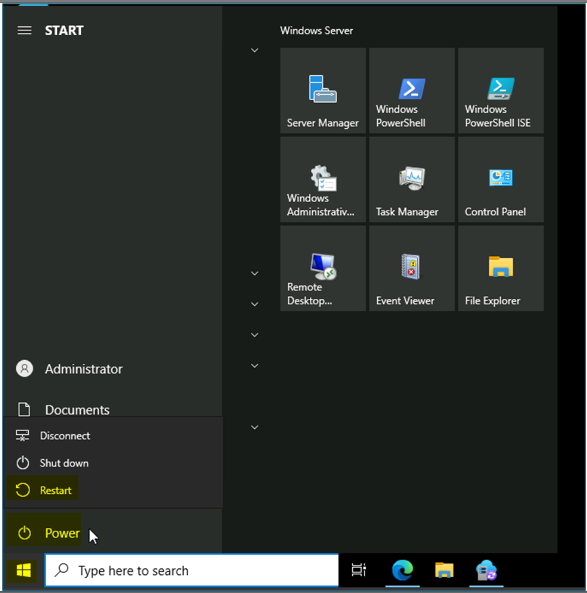 START
Windows Server
Server Manager
Windows
PowerShell
Windows
PowerShell ISE
Windows
Administrativ...
Task Manager
Control Panel
Remote
Desktop...
Event Viewer
File Explorer
Administrator
Documents
Disconnect
Shut down
Restart
Power
Type here to search